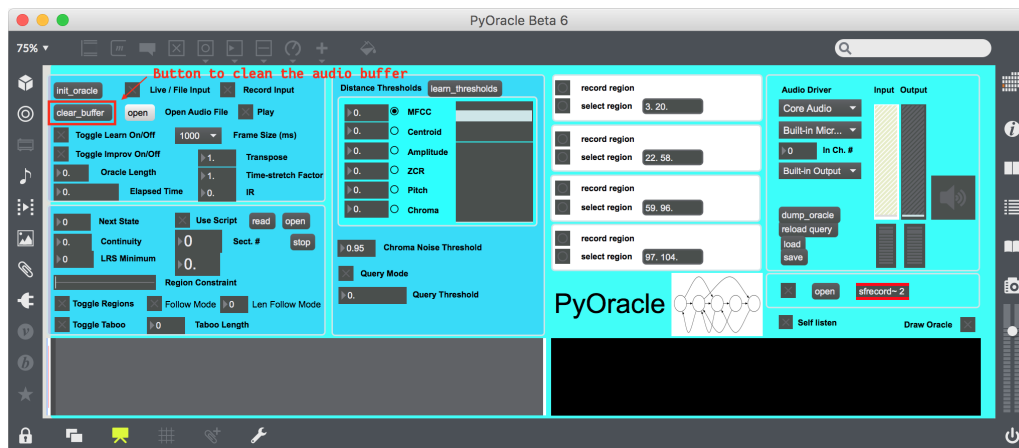 PyOracle Beta 6
75%
Button to clean the audio buffer
init_oracle Live / File Input Record Input
clear_buffer open Open Audio File Play
Toggle Learn On/Off 1000 Frame Size (ms)
Toggle Improv On/Off 1. Transpose
0. Oracle Length 1. Time-stretch Factor
0. Elapsed Time 0. IR
0 Next State Use Script read open
0. Continuity 0 Sect. # stop
0 LRS Minimum 0.
Region Constraint
Toggle Regions Follow Mode 0 Len Follow Mode
Toggle Taboo 0 Taboo Length
Distance Thresholds learn_thresholds
0. MFCC
0. Centroid
0. Amplitude
0. ZCR
0. Pitch
0. Chroma
0.95 Chroma Noise Threshold
Query Mode
0. Query Threshold
record region
select region 3. 20.
record region
select region 22. 58.
record region
select region 59. 96.
record region
select region 97. 104.
PyOracle
Audio Driver Input Output
Core Audio
Built-in Micr...
0 In Ch. #
Built-in Output
dump_oracle
reload query
load
save
open sfrecord~ 2
Self listen Draw Oracle